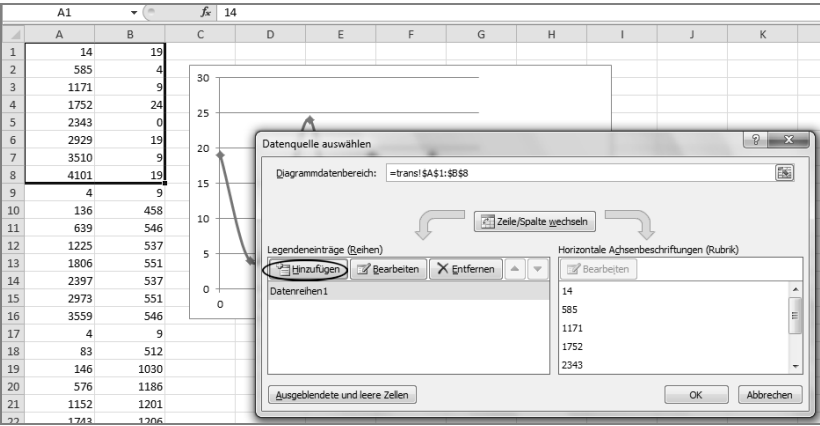 A1 fx 14
A B C D E F G H I J K
1 14 19
2 585 4
3 1171 9
4 1752 24
5 2343 0
6 2929 19
7 3510 9
8 4101 19
9 4 9
10 136 458
11 639 546
12 1225 537
13 1806 551
14 2397 537
15 2973 551
16 3559 546
17 4 9
18 83 512
19 146 1030
20 576 1186
21 1152 1201
22 1743 1206
30
25
20
15
10
5
0
0
Datenquelle auswählen
Diagrammdatenbereich: =trans!$A$1:$B$8
Zeile/Spalte wechseln
Legendeneinträge (Reihen)
Hinzufügen Bearbeiten Entfernen
Datenreihen1
Horizontale Achsenbeschriftungen (Rubrik)
Bearbeiten
14
585
1171
1752
2343
Ausgeblendete und leere Zellen
OK Abbrechen